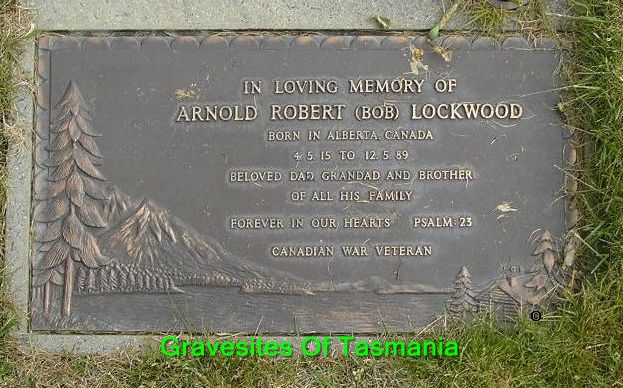 IN LOVING MEMORY OF
ARNOLD ROBERT (BOB) LOCKWOOD
BORN IN ALBERTA, CANADA
4.5.15 TO 12.5.89
BELOVED DAD, GRANDAD AND BROTHER
OF ALL HIS FAMILY
FOREVER IN OUR HEARTS PSALM 23
CANADIAN WAR VETERAN
Gravesites Of Tasmania